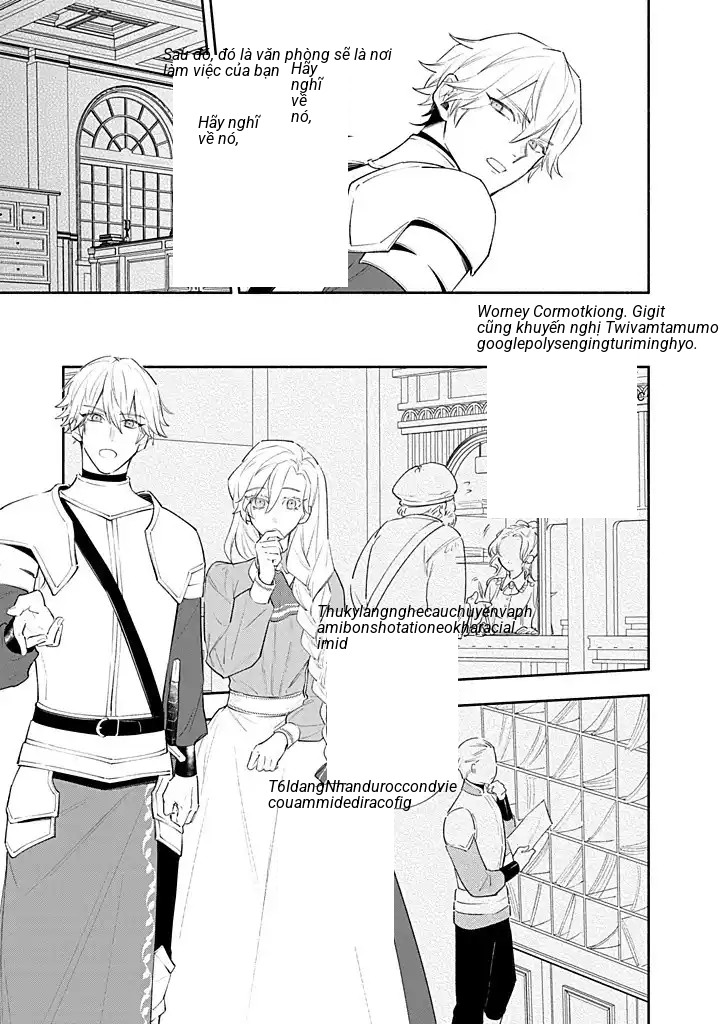 Sau đó, đó là văn phòng sẽ là nơi
làm việc của bạn
Hãy
nghĩ
về
nó,
Hãy nghĩ
về nó,
Worney Cormotkiong. Gigit
cũng khuyến nghị Twivamtamumo
googlepolysengingturiminghyo.
Thukylangnghecauchuyenvaph
amibonshotationeokharacial.
imid
TôldangNhanduroccondyvie
couammidediracofig